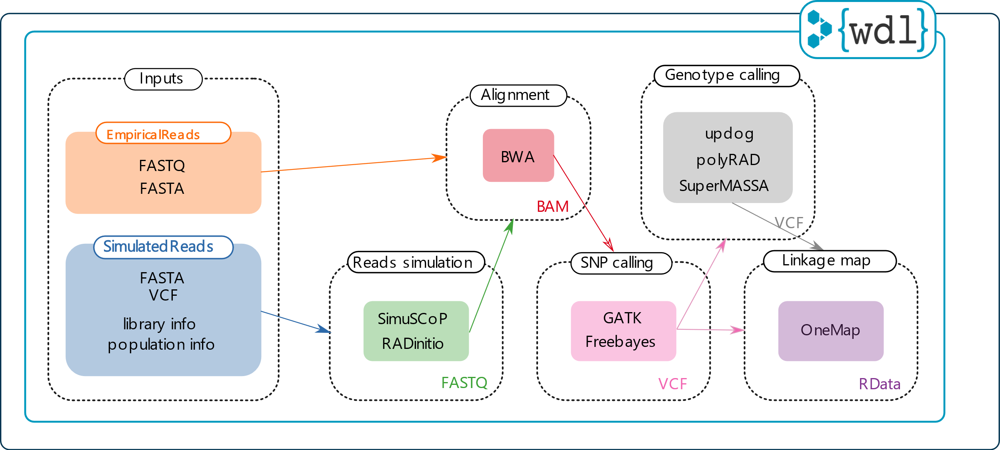 {wdl}
Inputs
EmpiricalReads
FASTQ
FASTA
SimulatedReads
FASTA
VCF
library info
population info
Reads simulation
SimuSCoP
RADinitio
FASTQ
Alignment
BWA
BAM
SNP calling
GATK
Freebayes
VCF
Genotype calling
updog
polyRAD
SuperMASSA
VCF
Linkage map
OneMap
RData